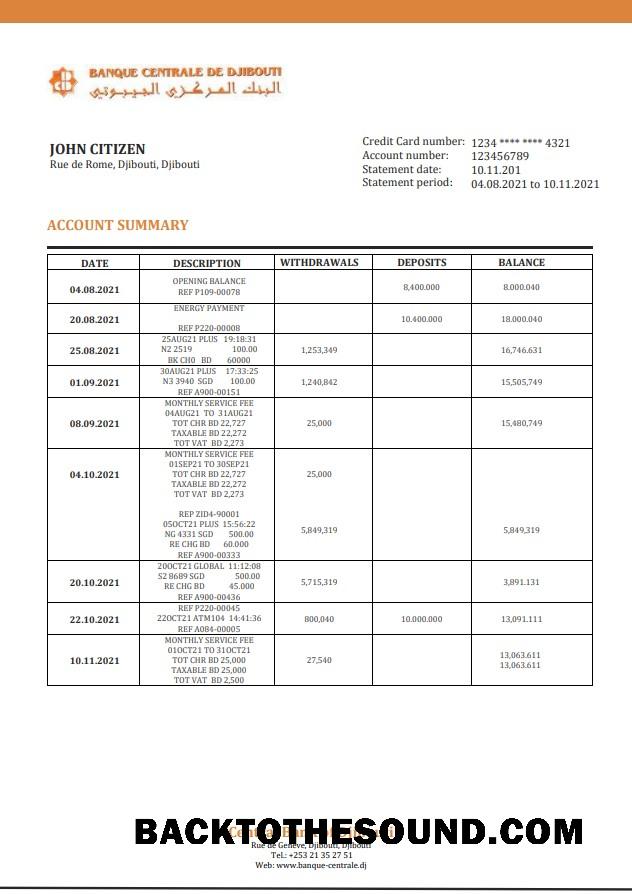 BANQUE CENTRALE DE DJIBOUTI
البنك المركزي الجيبوتي
JOHN CITIZEN
Rue de Rome, Djibouti, Djibouti
Credit Card number: 1234 **** **** 4321
Account number: 123456789
Statement date: 10.11.201
Statement period: 04.08.2021 to 10.11.2021
ACCOUNT SUMMARY
DATE DESCRIPTION WITHDRAWALS DEPOSITS BALANCE
04.08.2021 OPENING BALANCE 8,400.000 8.000.040
REF P109-00078
20.08.2021 ENERGY PAYMENT 10.400.000 18.000.040
REF P220-00008
25.08.2021 25AUG21 PLUS 19:18:31 1,253,349 16,746.631
N2 2519 100.00
BK CH0 BD 60000
01.09.2021 30AUG21 PLUS 17:33:25 1,240,842 15,505,749
N3 3940 SGD 100.00
REF A900-00151
08.09.2021 MONTHLY SERVICE FEE 25,000 15,480,749
04AUG21 TO 31AUG21
TOT CHR BD 22,727
TAXABLE BD 22,272
TOT VAT BD 2,273
04.10.2021 MONTHLY SERVICE FEE 25,000
01SEP21 TO 30SEP21
TOT CHR BD 22,727
TAXABLE BD 22,272
TOT VAT BD 2,273
REP ZID4-90001
05OCT21 PLUS 15:56:22
NG 4331 SGD 500.00 5,849,319 5,849,319
RE CHG BD 60.000
REF A900-00333
20.10.2021 20OCT21 GLOBAL 11:12:08 5,715,319 3,891.131
S2 8689 SGD 500.00
RE CHG BD 45.000
REF A900-00436
22.10.2021 REF P220-00045 800,040 10.000.000 13,091.111
22OCT21 ATM104 14:41:36
REF A084-00005
10.11.2021 MONTHLY SERVICE FEE 27,540 13,063.611
01OCT21 TO 31OCT21 13,063.611
TOT CHR BD 25,000
TAXABLE BD 25,000
TOT VAT BD 2,500
BACKTOTHESOUND.COM
Rue de Genève, Djibouti, Djibouti
Tel.: +253 21 35 27 51
Web: www.banque-centrale.dj